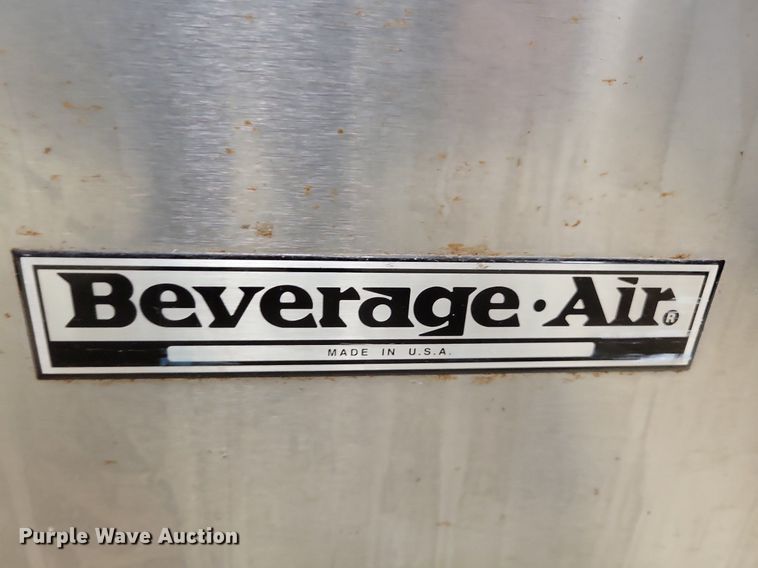 Beverage·Air®
MADE IN U.S.A.
Purple Wave Auction